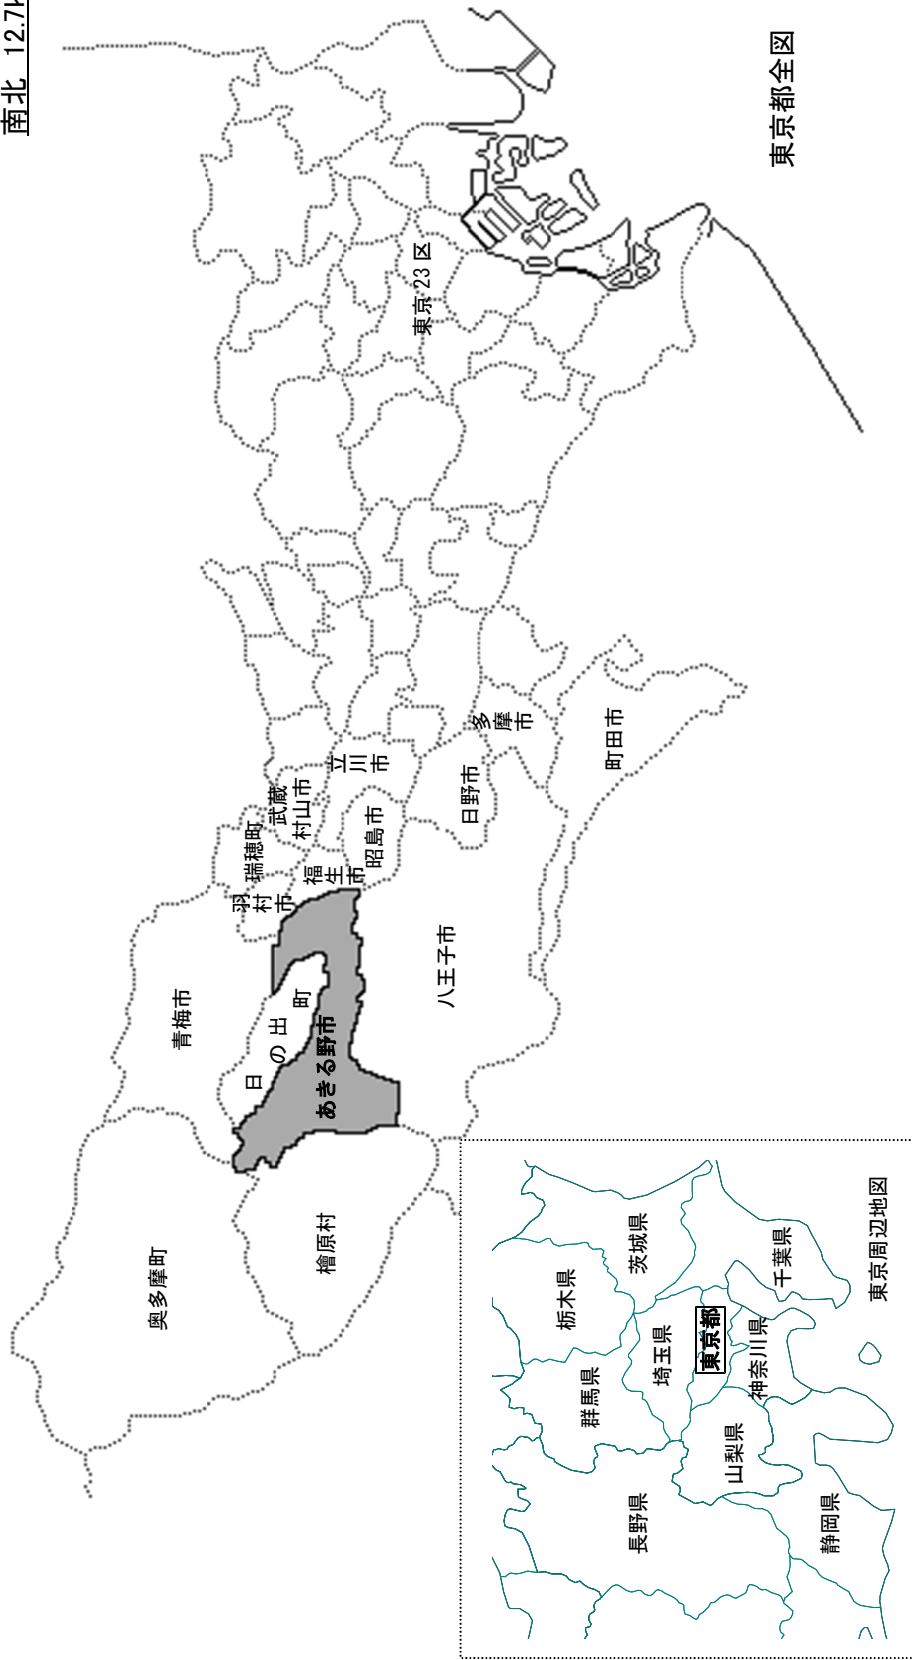 南北 12.7k
東京都全図
東京 23 区
奥多摩町
青梅市
檜原村
日の出町
あきる野市
羽村市
瑞穂町
福生市
武蔵
村山市
昭島市
立川市
八王子市
日野市
多摩市
町田市
東京周辺地図
長野県
群馬県
栃木県
茨城県
埼玉県
東京都
千葉県
神奈川県
山梨県
静岡県